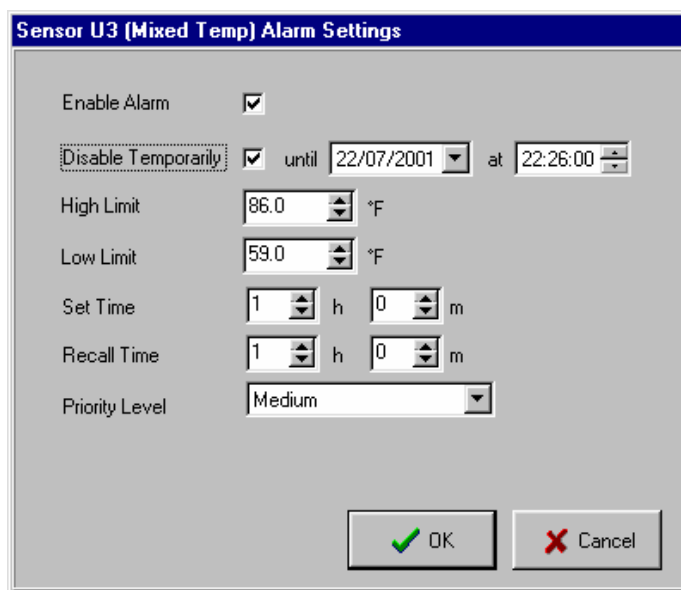 Sensor U3 (Mixed Temp) Alarm Settings
Enable Alarm
Disable Temporarily until 22/07/2001 at 22:26:00
High Limit 86.0 °F
Low Limit 59.0 °F
Set Time 1 h 0 m
Recall Time 1 h 0 m
Priority Level Medium
OK Cancel